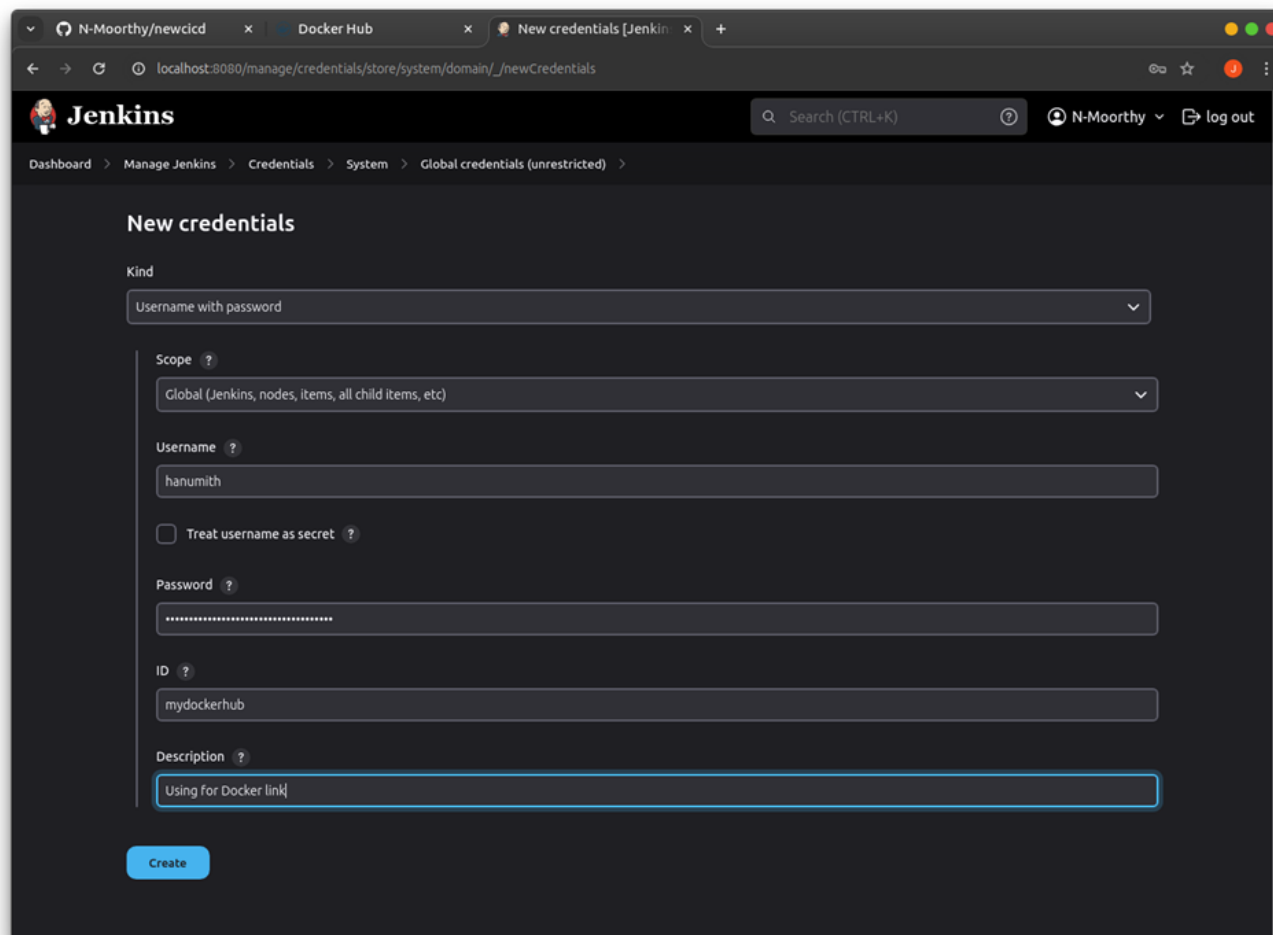 N-Moorthy/newcicd
Docker Hub
New credentials [Jenkin
localhost:8080/manage/credentials/store/system/domain/_/newCredentials
J
Jenkins
Search (CTRL+K)
?
N-Moorthy
log out
Dashboard > Manage Jenkins > Credentials > System > Global credentials (unrestricted) >
New credentials
Kind
Username with password
Scope ?
Global (Jenkins, nodes, items, all child items, etc)
Username ?
hanumith
Treat username as secret ?
Password ?
ID ?
mydockerhub
Description ?
Using for Docker link
Create